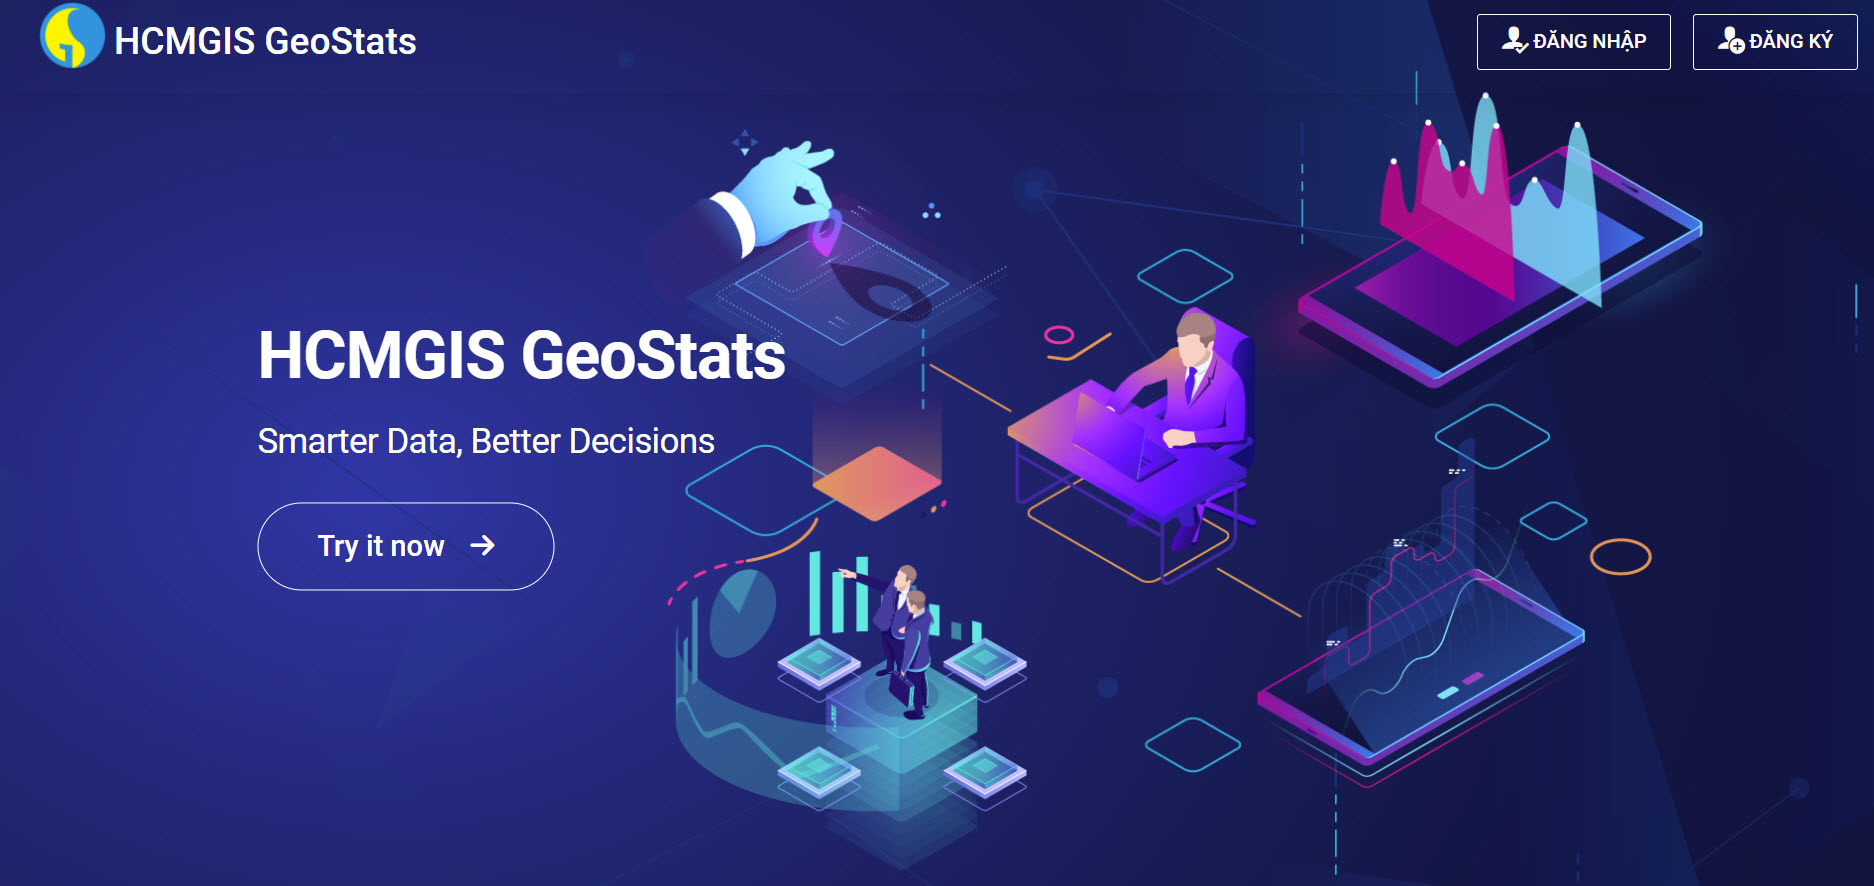 HCMGIS GeoStats
ĐĂNG NHẬP
ĐĂNG KÝ
HCMGIS GeoStats
Smarter Data, Better Decisions
Try it now